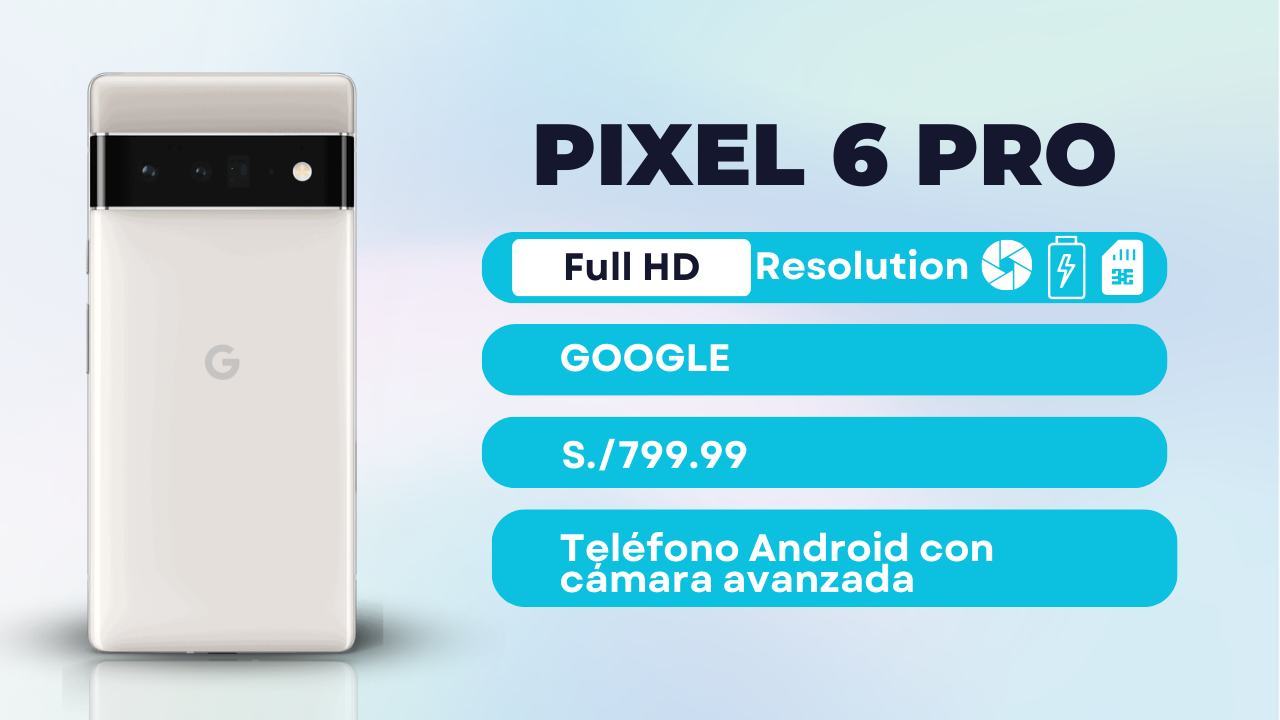 PIXEL 6 PRO
Full HD Resolution
GOOGLE
S./799.99
Teléfono Android con
cámara avanzada
G